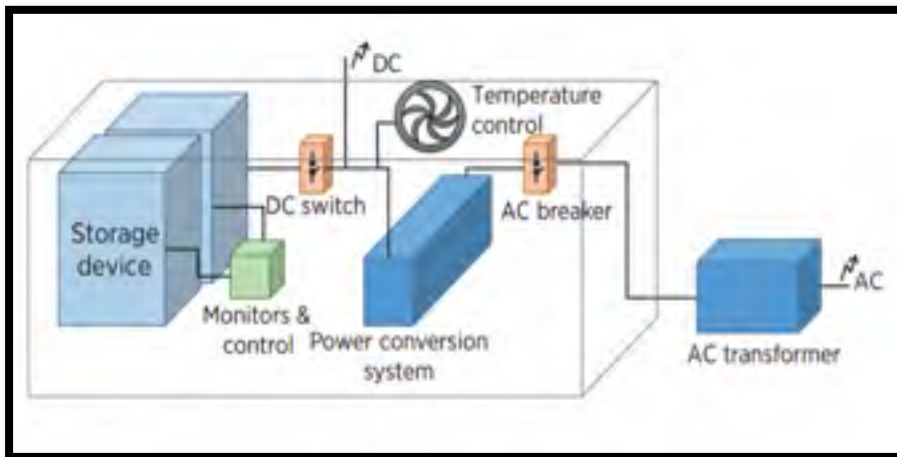 DC
Temperature
control
DC switch
AC breaker
Storage
device
Monitors &
control
Power conversion
system
AC
AC transformer